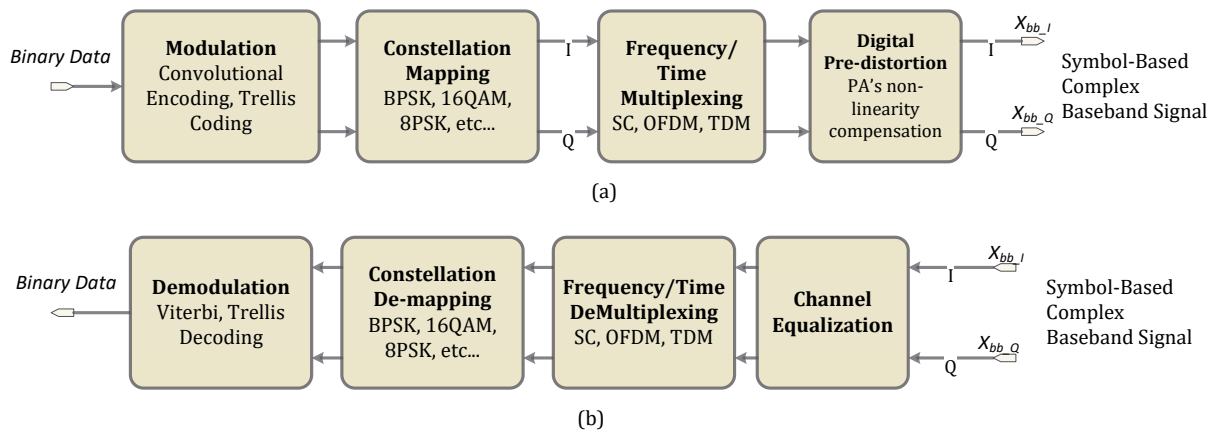 Binary Data
Modulation
Convolutional
Encoding, Trellis
Coding
Constellation
Mapping
BPSK, 16QAM,
8PSK, etc...
I
Q
Frequency/
Time
Multiplexing
SC, OFDM, TDM
Digital
Pre-distortion
PA's non-
linearity
compensation
I
Q
X_bb_I
X_bb_Q
Symbol-Based
Complex
Baseband Signal
(a)
Binary Data
Demodulation
Viterbi, Trellis
Decoding
Constellation
De-mapping
BPSK, 16QAM,
8PSK, etc...
Frequency/Time
DeMultiplexing
SC, OFDM, TDM
Channel
Equalization
I
Q
X_bb_I
X_bb_Q
Symbol-Based
Complex
Baseband Signal
(b)